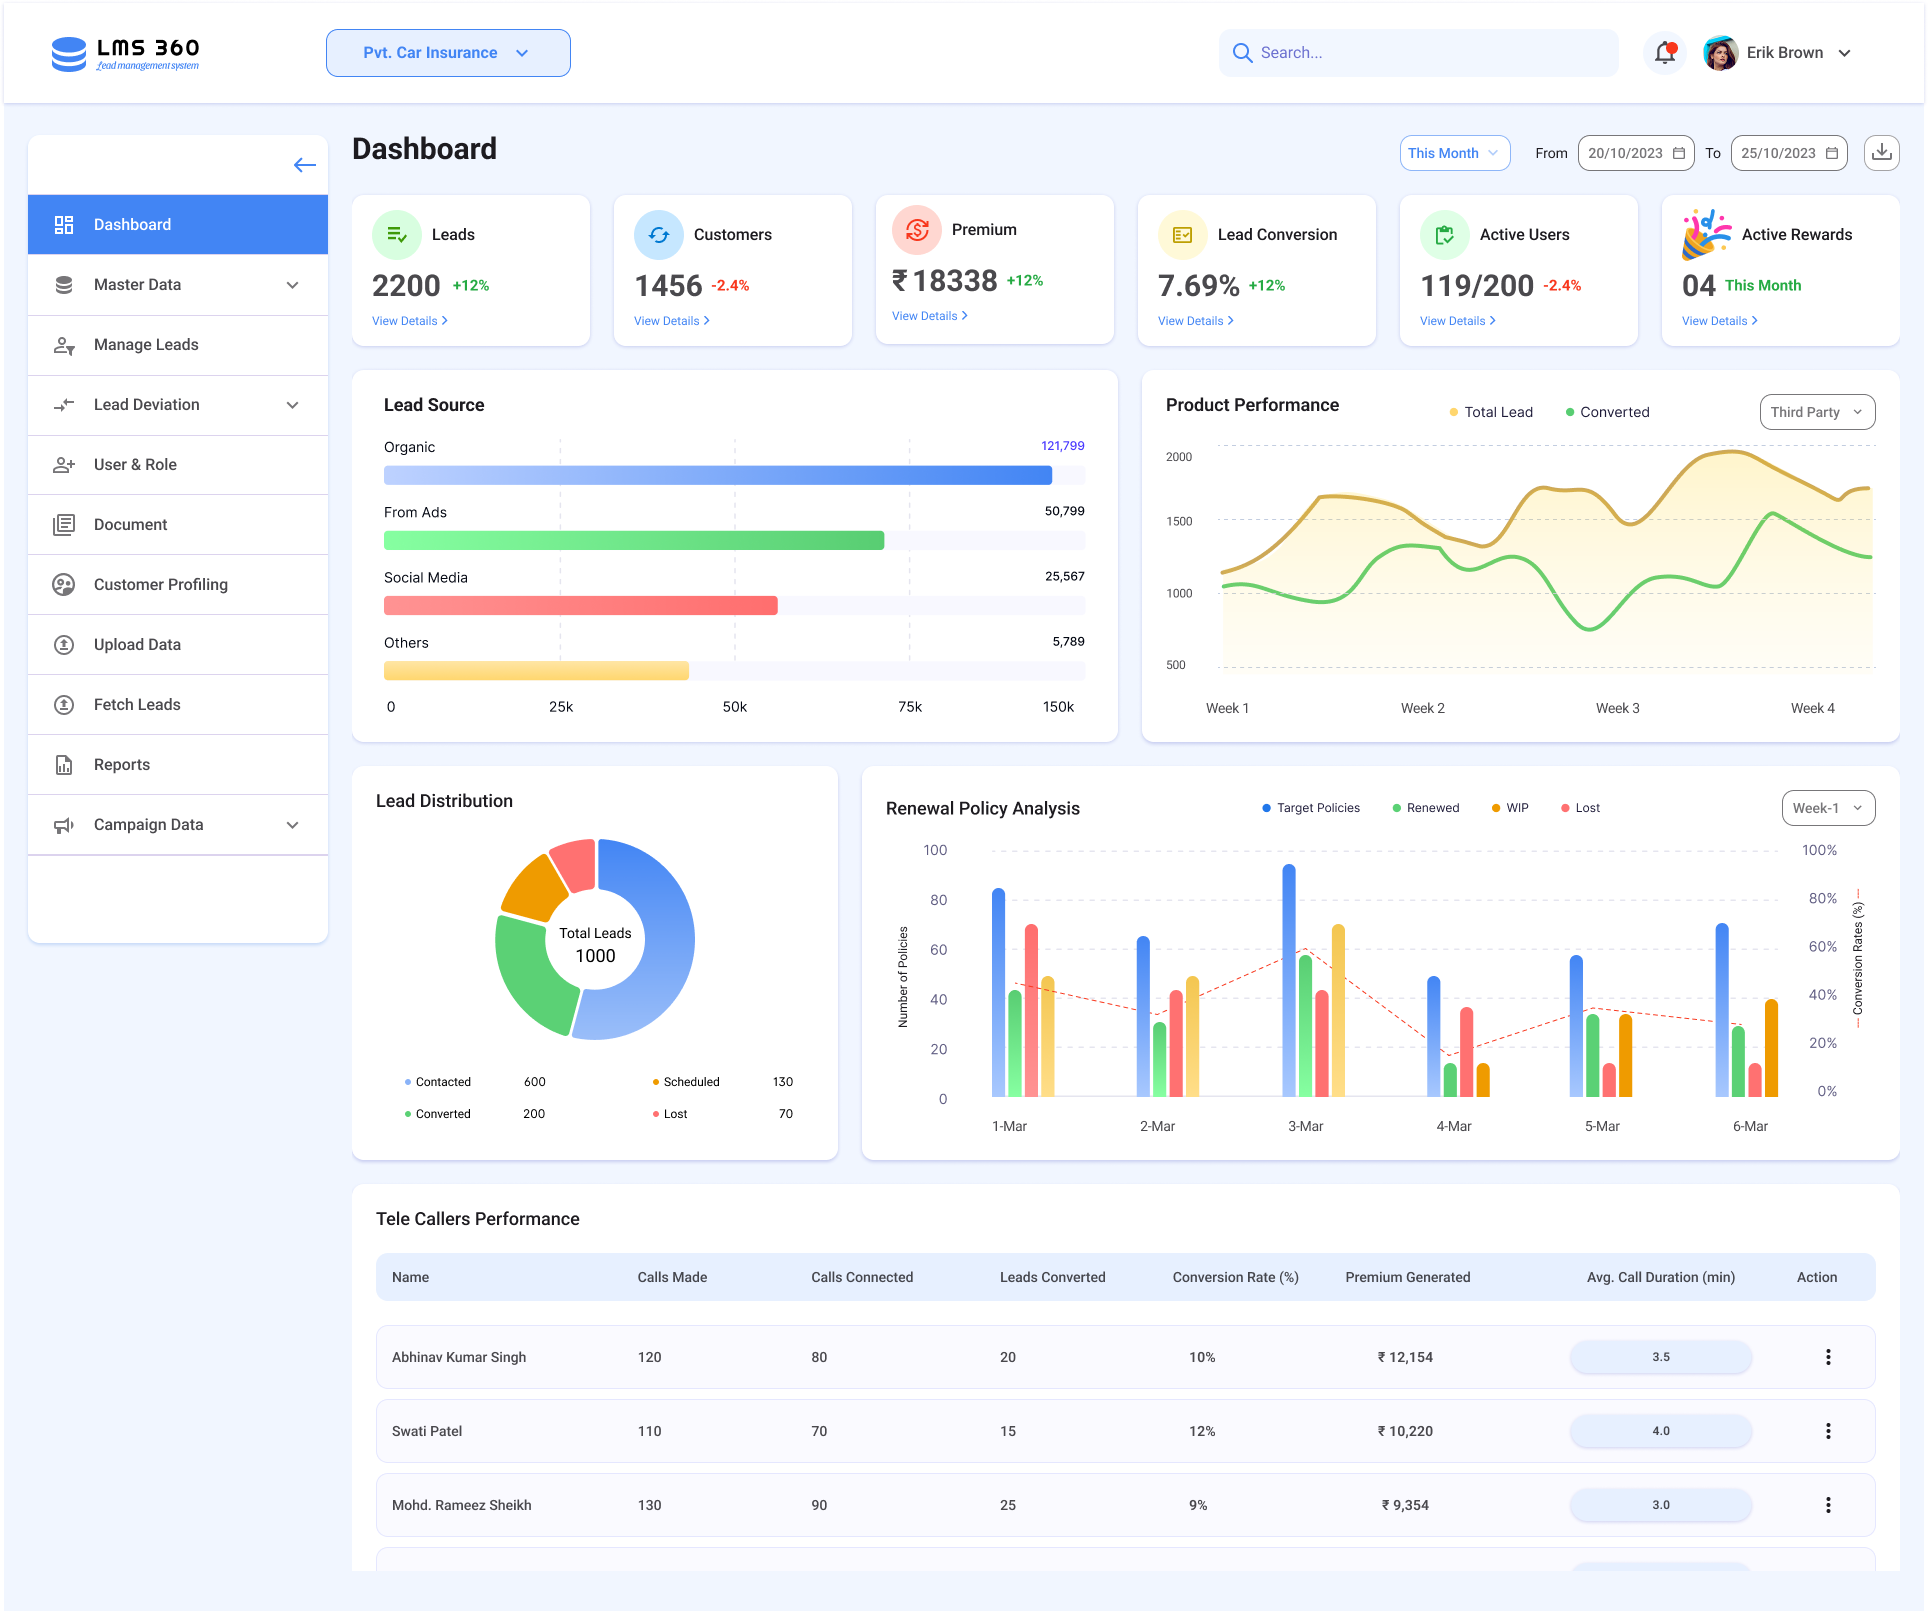 LMS 360
Lead management system
Pvt. Car Insurance
Search...
Erik Brown
Dashboard
Master Data
Manage Leads
Lead Deviation
User & Role
Document
Customer Profiling
Upload Data
Fetch Leads
Reports
Campaign Data
Dashboard
This Month From 20/10/2023 To 25/10/2023
Leads
2200 +12%
View Details
Customers
1456 -2.4%
View Details
Premium
₹ 18338 +12%
View Details
Lead Conversion
7.69% +12%
View Details
Active Users
119/200 -2.4%
View Details
Active Rewards
04 This Month
View Details
Lead Source
Organic 121,799
From Ads 50,799
Social Media 25,567
Others 5,789
0 25k 50k 75k 150k
Product Performance
Total Lead Converted
Third Party
2000
1500
1000
500
Week 1 Week 2 Week 3 Week 4
Lead Distribution
Total Leads
1000
Contacted 600 Scheduled 130
Converted 200 Lost 70
Renewal Policy Analysis
Target Policies Renewed WIP Lost
Week-1
Number of Policies
100
80
60
40
20
0
100%
80%
60%
40%
20%
0%
Conversion Rates (%)
1-Mar 2-Mar 3-Mar 4-Mar 5-Mar 6-Mar
Tele Callers Performance
Name Calls Made Calls Connected Leads Converted Conversion Rate (%) Premium Generated Avg. Call Duration (min) Action
Abhinav Kumar Singh 120 80 20 10% ₹ 12,154 3.5
Swati Patel 110 70 15 12% ₹ 10,220 4.0
Mohd. Rameez Sheikh 130 90 25 9% ₹ 9,354 3.0